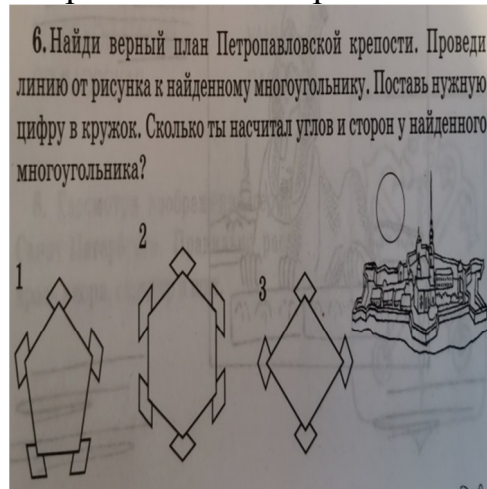 6. Найди верный план Петропавловской крепости. Проведи
линию от рисунка к найденному многоугольнику. Поставь нужную
цифру в кружок. Сколько ты насчитал углов и сторон у найденного
многоугольника?
2
1
3